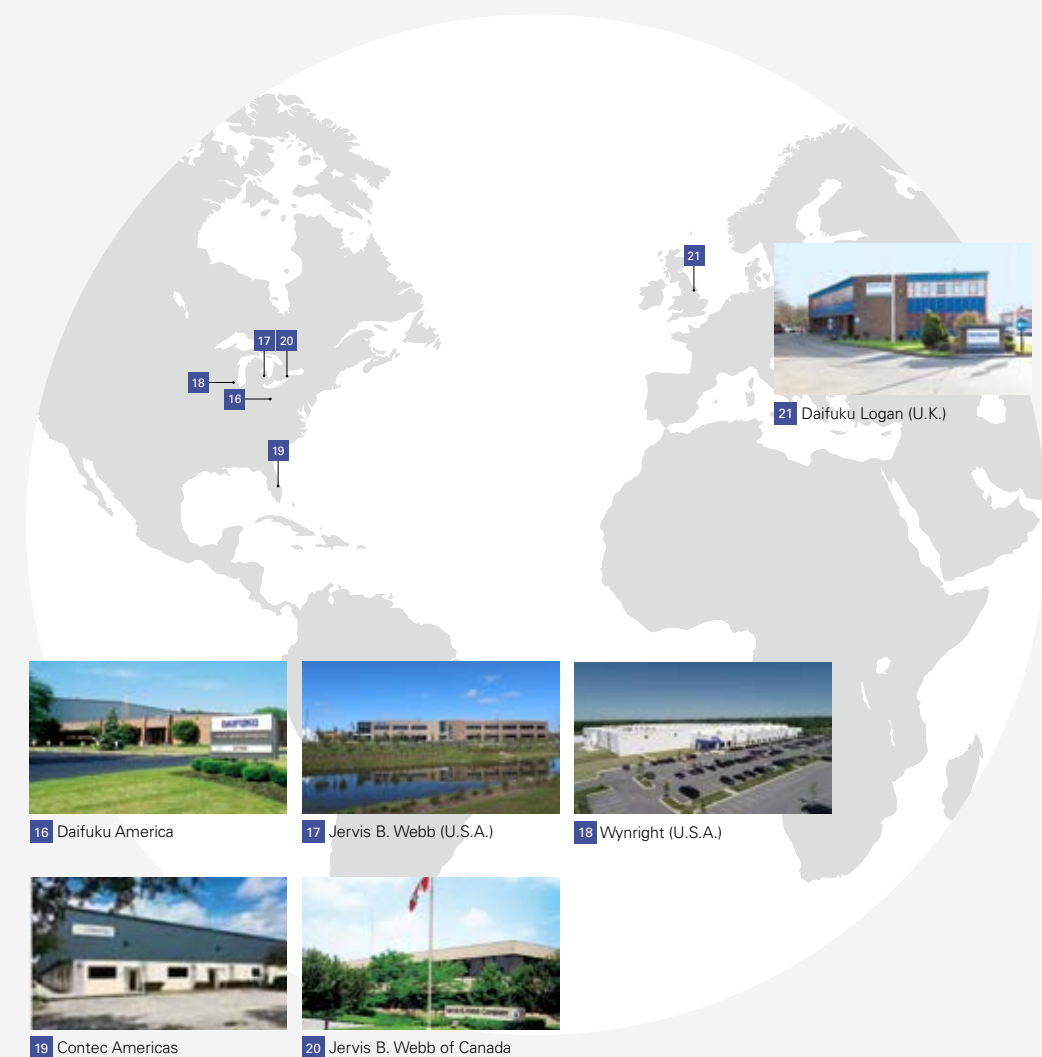 21
17 20
18
16
19
21 Daifuku Logan (U.K.)
DAIFUKU
16 Daifuku America
17 Jervis B. Webb (U.S.A.)
18 Wynright (U.S.A.)
19 Contec Americas
20 Jervis B. Webb of Canada